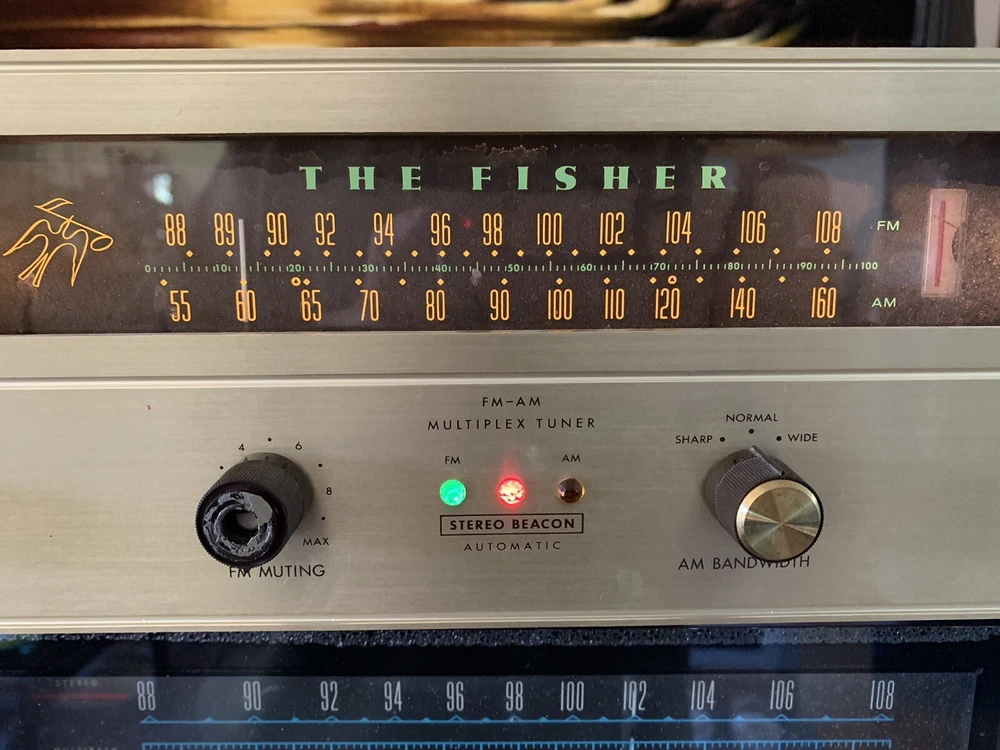 THE FISHER
88 89 90 92 94 96 98 100 102 104 106 108 FM
0 10 20 30 40 50 60 70 80 90 100
55 60 65 70 80 90 100 110 120 140 160 AM
FM-AM
MULTIPLEX TUNER
FM AM
STEREO BEACON
AUTOMATIC
4 6 8 MAX
FM MUTING
SHARP NORMAL WIDE
AM BANDWIDTH
STEREO
88 90 92 94 96 98 100 102 104 106 108